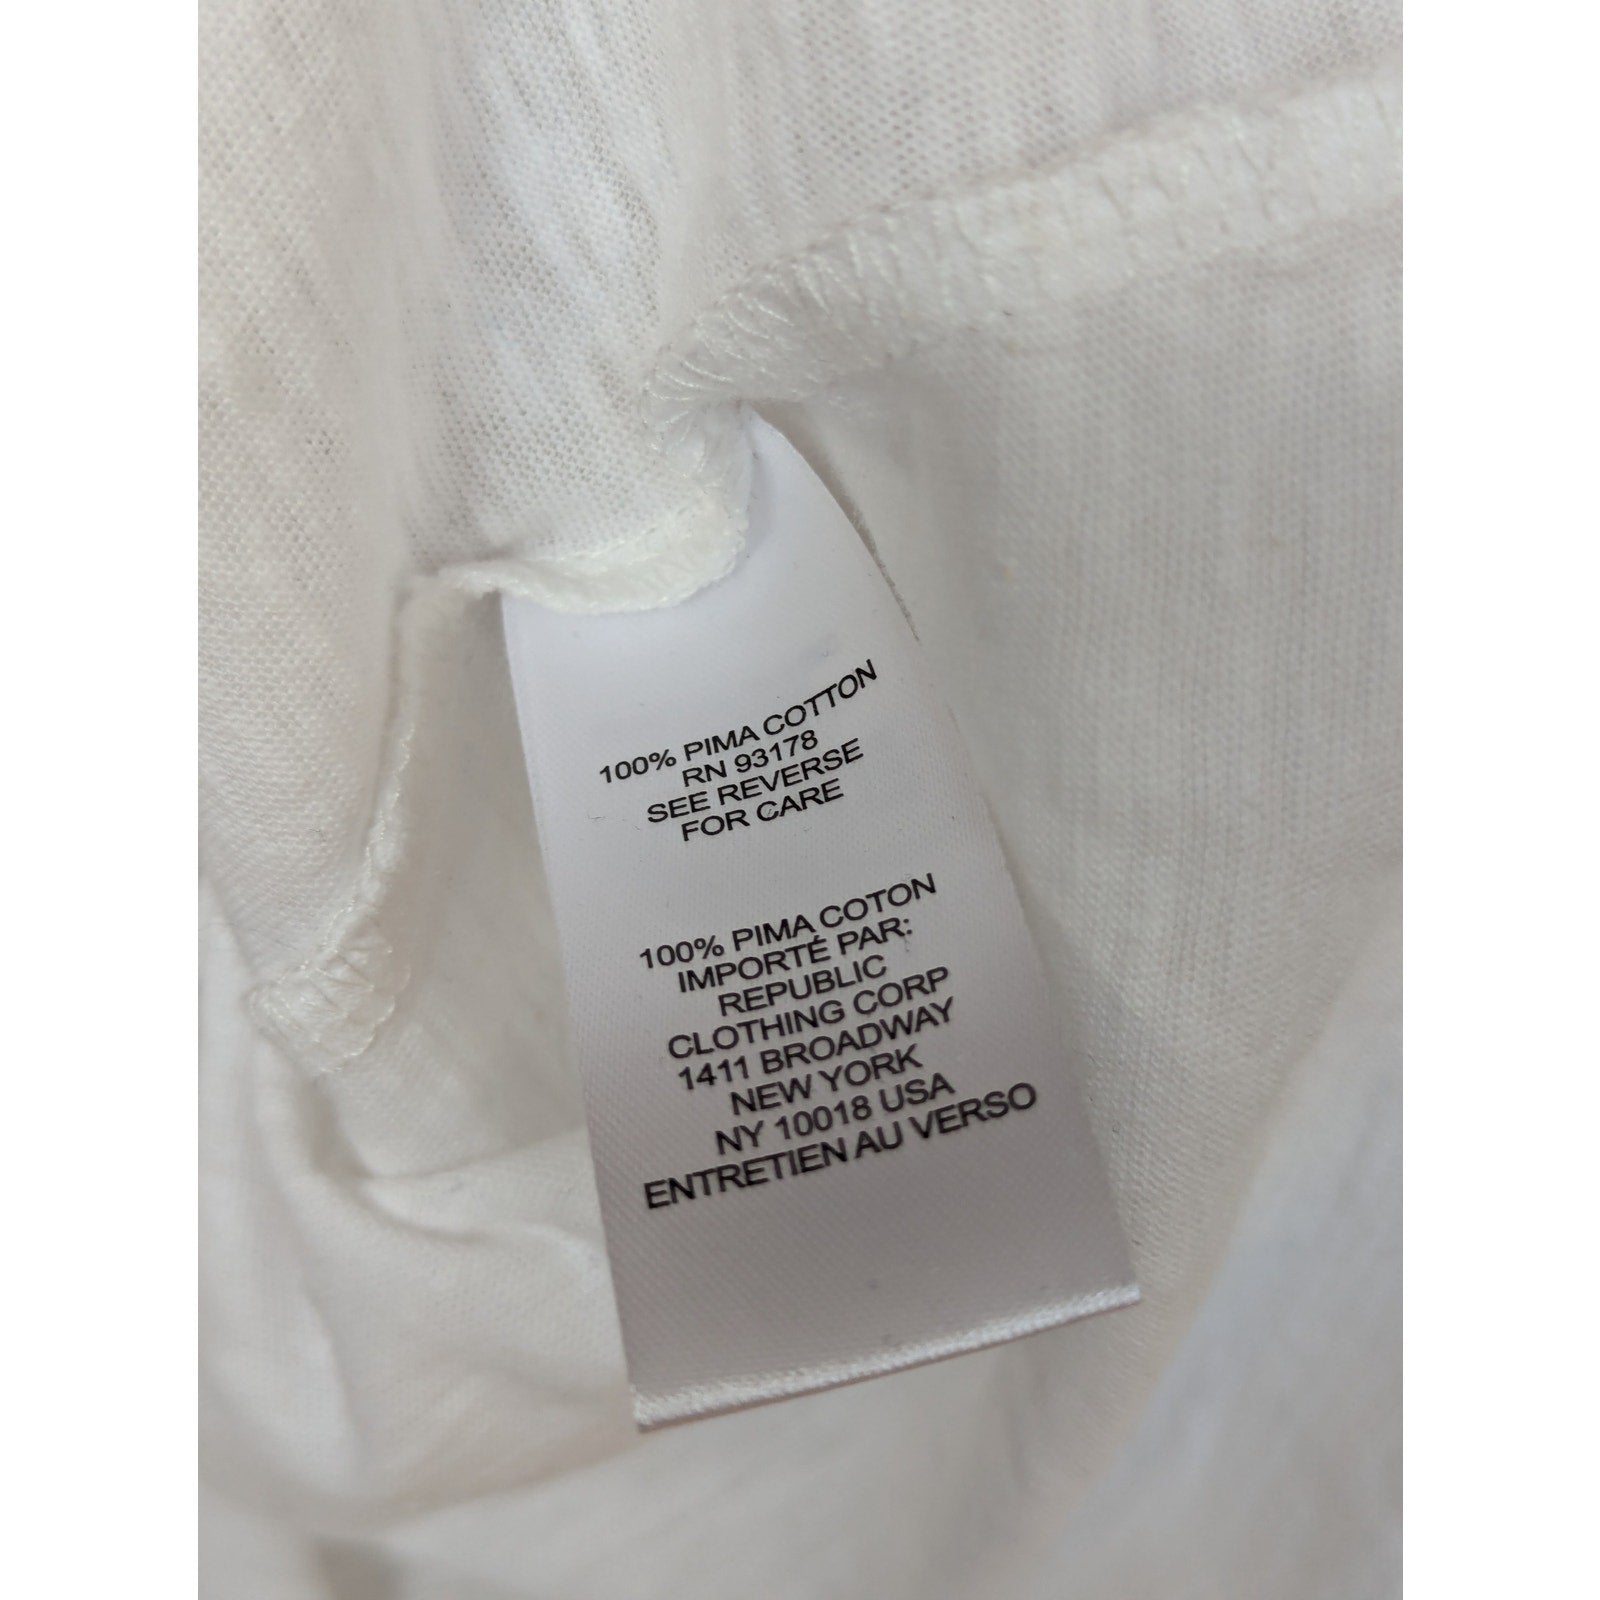 100% PIMA COTTON
RN 93178
SEE REVERSE
FOR CARE
100% PIMA COTON
IMPORTÉ PAR:
REPUBLIC
CLOTHING CORP
1411 BROADWAY
NEW YORK
NY 10018 USA
ENTRETIEN AU VERSO